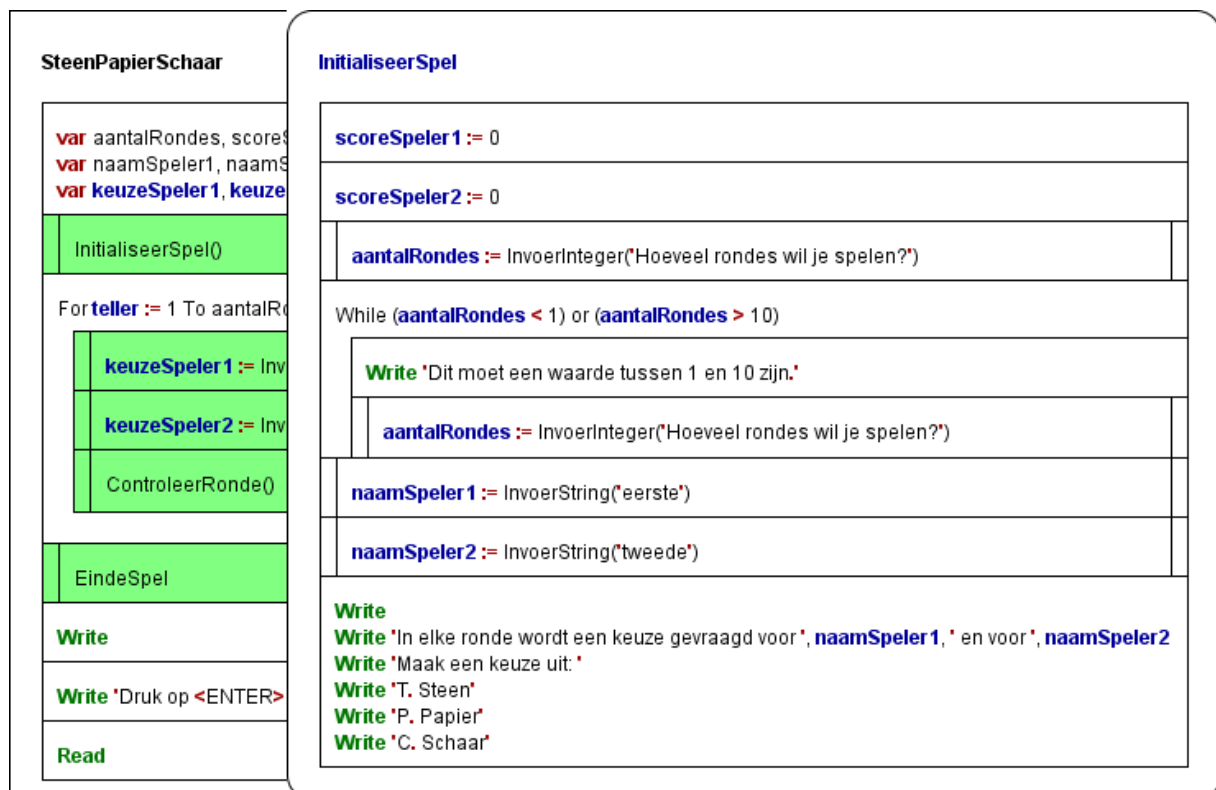 SteenPapierSchaar
var aantalRondes, scoreS
var naamSpeler1, naamS
var keuzeSpeler1, keuze
InitialiseerSpel()
For teller := 1 To aantalRo
keuzeSpeler1 := Inv
keuzeSpeler2 := Inv
ControleerRonde()
EindeSpel
Write
Write 'Druk op <ENTER>
Read
InitialiseerSpel
scoreSpeler1 := 0
scoreSpeler2 := 0
aantalRondes := InvoerInteger('Hoeveel rondes wil je spelen?')
While (aantalRondes < 1) or (aantalRondes > 10)
Write 'Dit moet een waarde tussen 1 en 10 zijn.'
aantalRondes := InvoerInteger('Hoeveel rondes wil je spelen?')
naamSpeler1 := InvoerString('eerste')
naamSpeler2 := InvoerString('tweede')
Write
Write 'In elke ronde wordt een keuze gevraagd voor ', naamSpeler1, ' en voor ', naamSpeler2
Write 'Maak een keuze uit: '
Write 'T. Steen'
Write 'P. Papier'
Write 'C. Schaar'